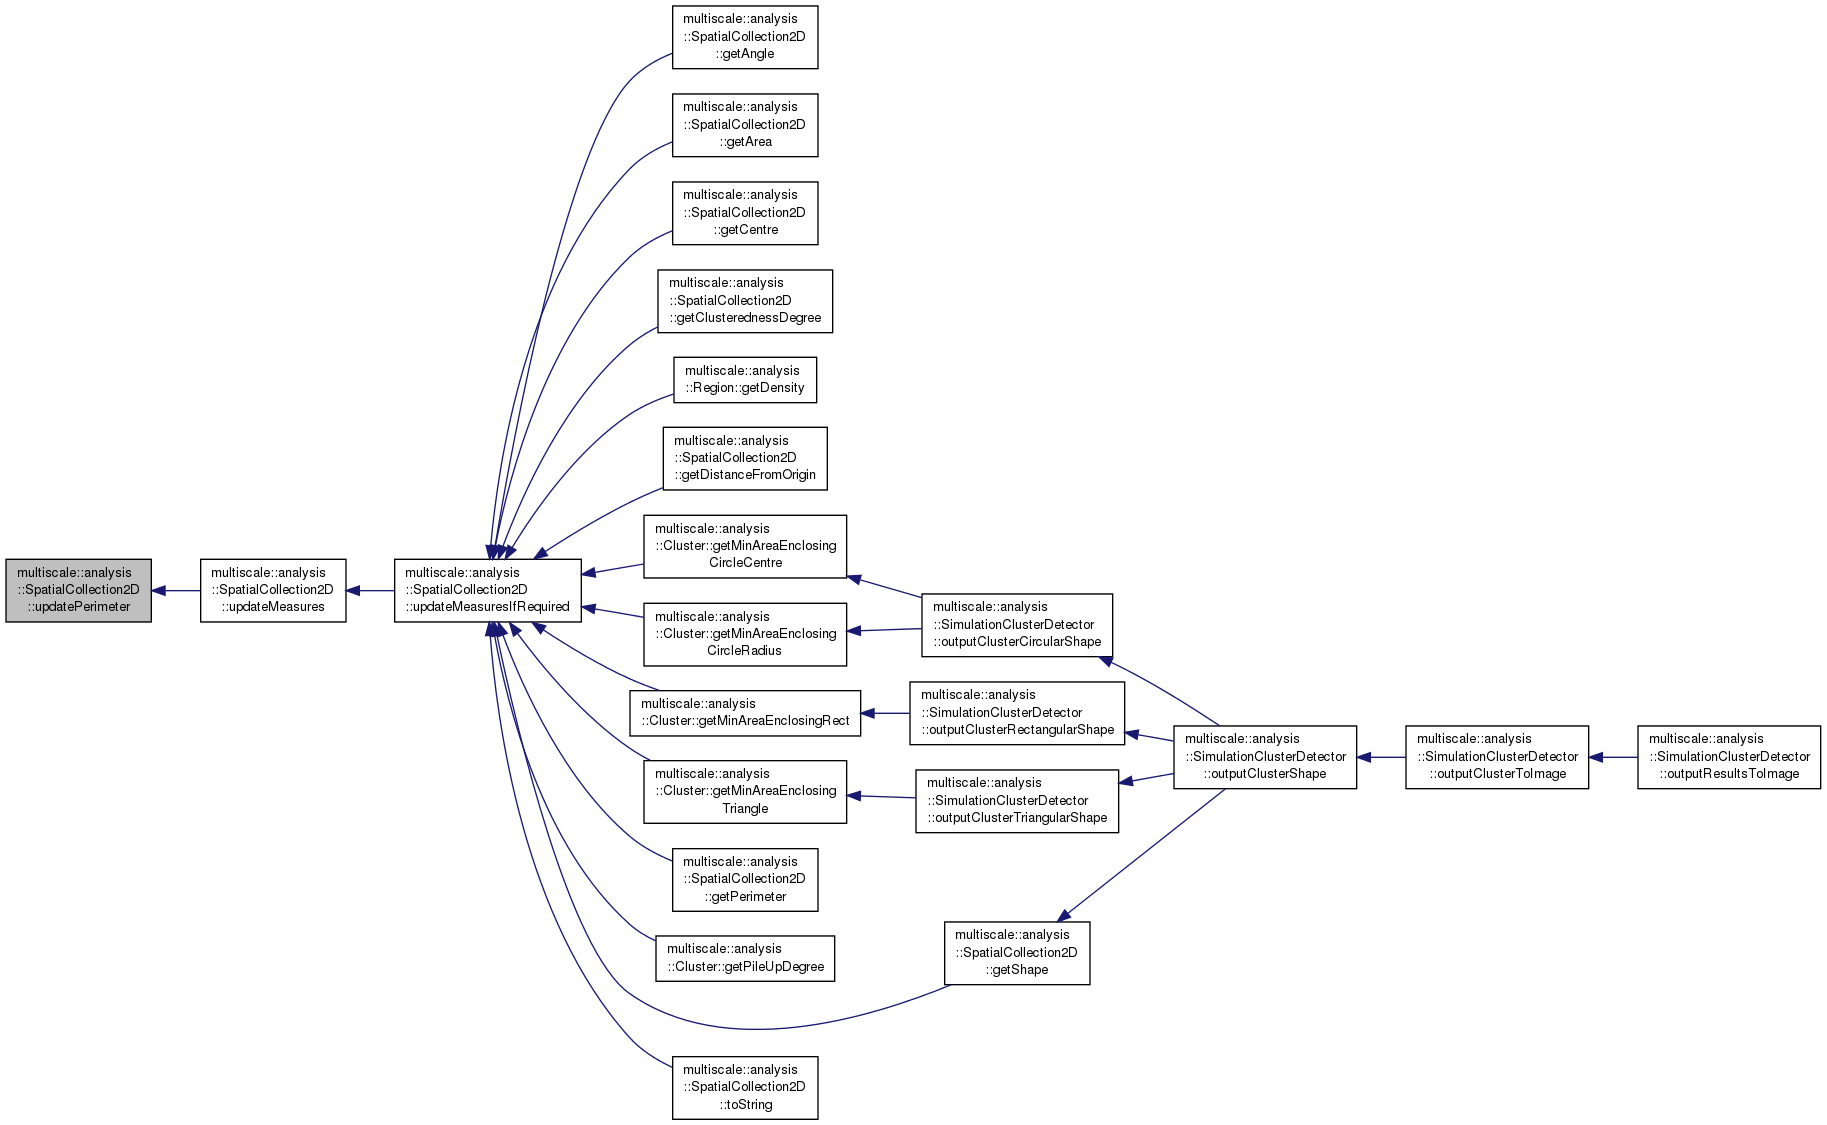 multiscale::analysis
::SpatialCollection2D
::updatePerimeter
multiscale::analysis
::SpatialCollection2D
::updateMeasures
multiscale::analysis
::SpatialCollection2D
::updateMeasuresIfRequired
multiscale::analysis
::SpatialCollection2D
::getAngle
multiscale::analysis
::SpatialCollection2D
::getArea
multiscale::analysis
::SpatialCollection2D
::getCentre
multiscale::analysis
::SpatialCollection2D
::getClusterednessDegree
multiscale::analysis
::Region::getDensity
multiscale::analysis
::SpatialCollection2D
::getDistanceFromOrigin
multiscale::analysis
::Cluster::getMinAreaEnclosing
CircleCentre
multiscale::analysis
::Cluster::getMinAreaEnclosing
CircleRadius
multiscale::analysis
::Cluster::getMinAreaEnclosingRect
multiscale::analysis
::Cluster::getMinAreaEnclosing
Triangle
multiscale::analysis
::SpatialCollection2D
::getPerimeter
multiscale::analysis
::Cluster::getPileUpDegree
multiscale::analysis
::SpatialCollection2D
::toString
multiscale::analysis
::SimulationClusterDetector
::outputClusterCircularShape
multiscale::analysis
::SimulationClusterDetector
::outputClusterRectangularShape
multiscale::analysis
::SimulationClusterDetector
::outputClusterTriangularShape
multiscale::analysis
::SpatialCollection2D
::getShape
multiscale::analysis
::SimulationClusterDetector
::outputClusterShape
multiscale::analysis
::SimulationClusterDetector
::outputClusterToImage
multiscale::analysis
::SimulationClusterDetector
::outputResultsToImage